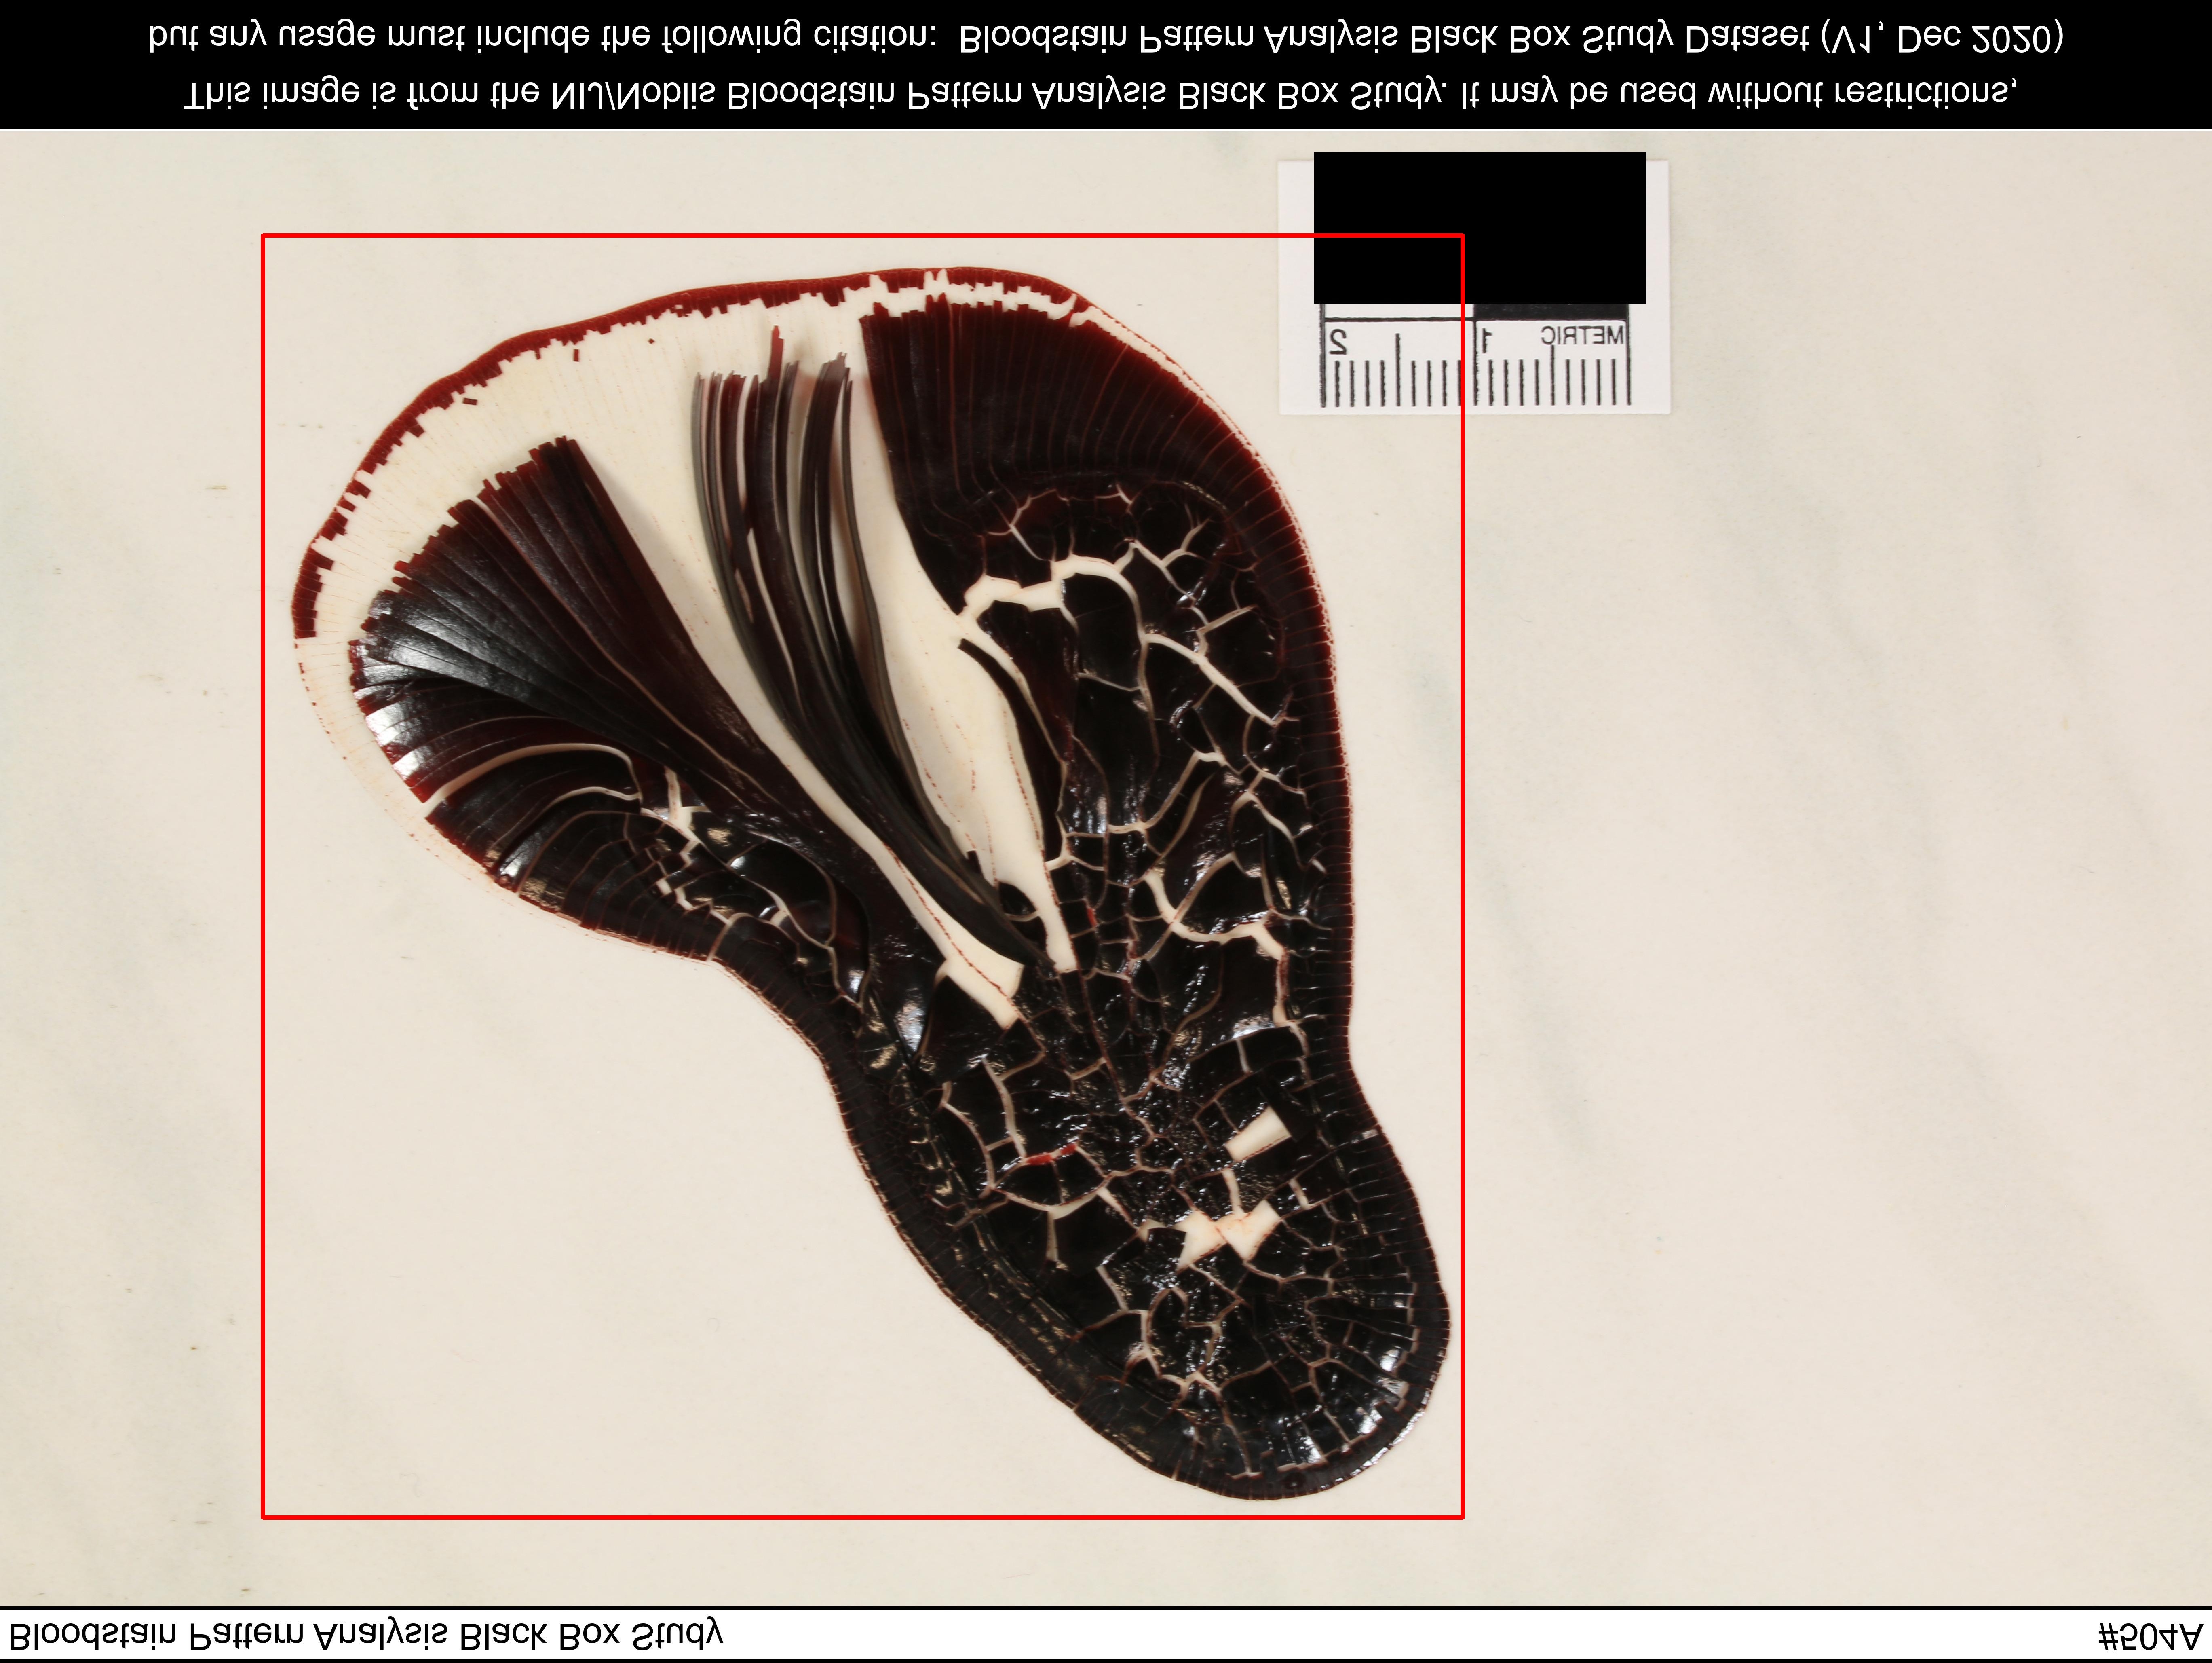 Bloodstain Pattern Analysis Black Box Study #504A
METRIC 1 2
This image is from the NIJ/Noblis Bloodstain Pattern Analysis Black Box Study. It may be used without restrictions,
but any usage must include the following citation: Bloodstain Pattern Analysis Black Box Study Dataset (V1, Dec 2020)